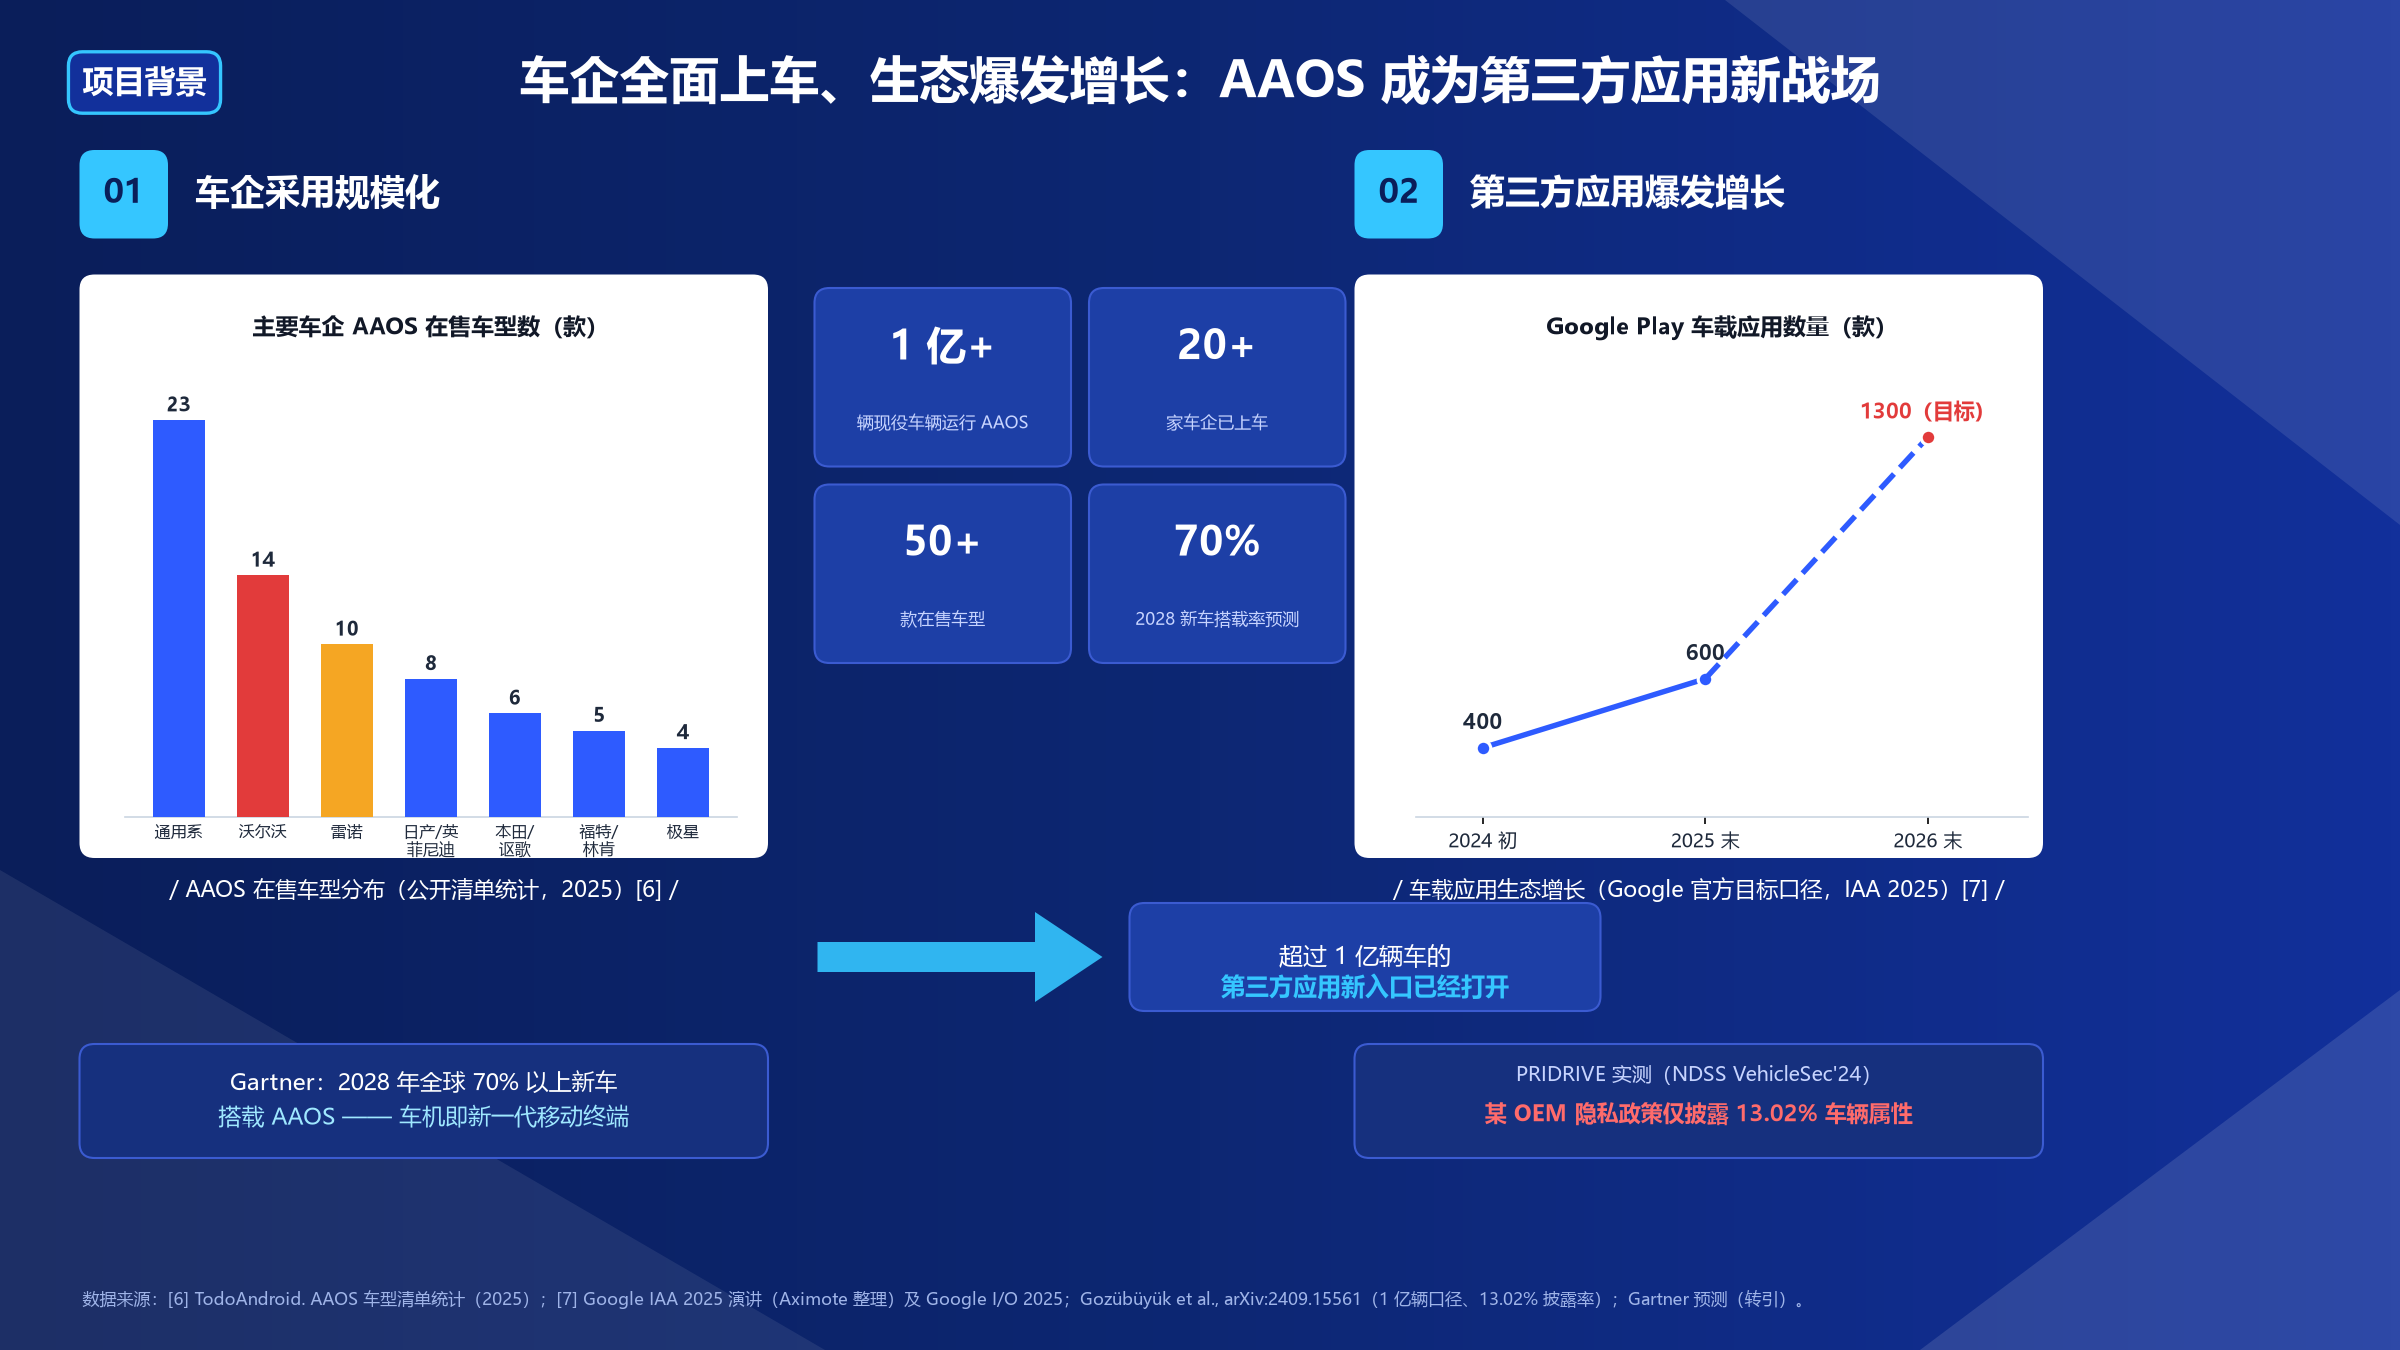 项目背景
车企全面上车、生态爆发增长：AAOS 成为第三方应用新战场
01
车企采用规模化
02
第三方应用爆发增长
主要车企 AAOS 在售车型数（款）
23
14
10
8
6
5
4
通用系
沃尔沃
雷诺
日产/英
菲尼迪
本田/
讴歌
福特/
林肯
极星
/ AAOS 在售车型分布（公开清单统计，2025）[6] /
1 亿+
辆现役车辆运行 AAOS
20+
家车企已上车
50+
款在售车型
70%
2028 新车搭载率预测
Google Play 车载应用数量（款）
1300（目标）
600
400
2024 初
2025 末
2026 末
/ 车载应用生态增长（Google 官方目标口径，IAA 2025）[7] /
超过 1 亿辆车的
第三方应用新入口已经打开
Gartner：2028 年全球 70% 以上新车
搭载 AAOS —— 车机即新一代移动终端
PRIDRIVE 实测（NDSS VehicleSec'24）
某 OEM 隐私政策仅披露 13.02% 车辆属性
数据来源：[6] TodoAndroid. AAOS 车型清单统计（2025）；[7] Google IAA 2025 演讲（Aximote 整理）及 Google I/O 2025；Gozübüyük et al., arXiv:2409.15561（1 亿辆口径、13.02% 披露率）；Gartner 预测（转引）。